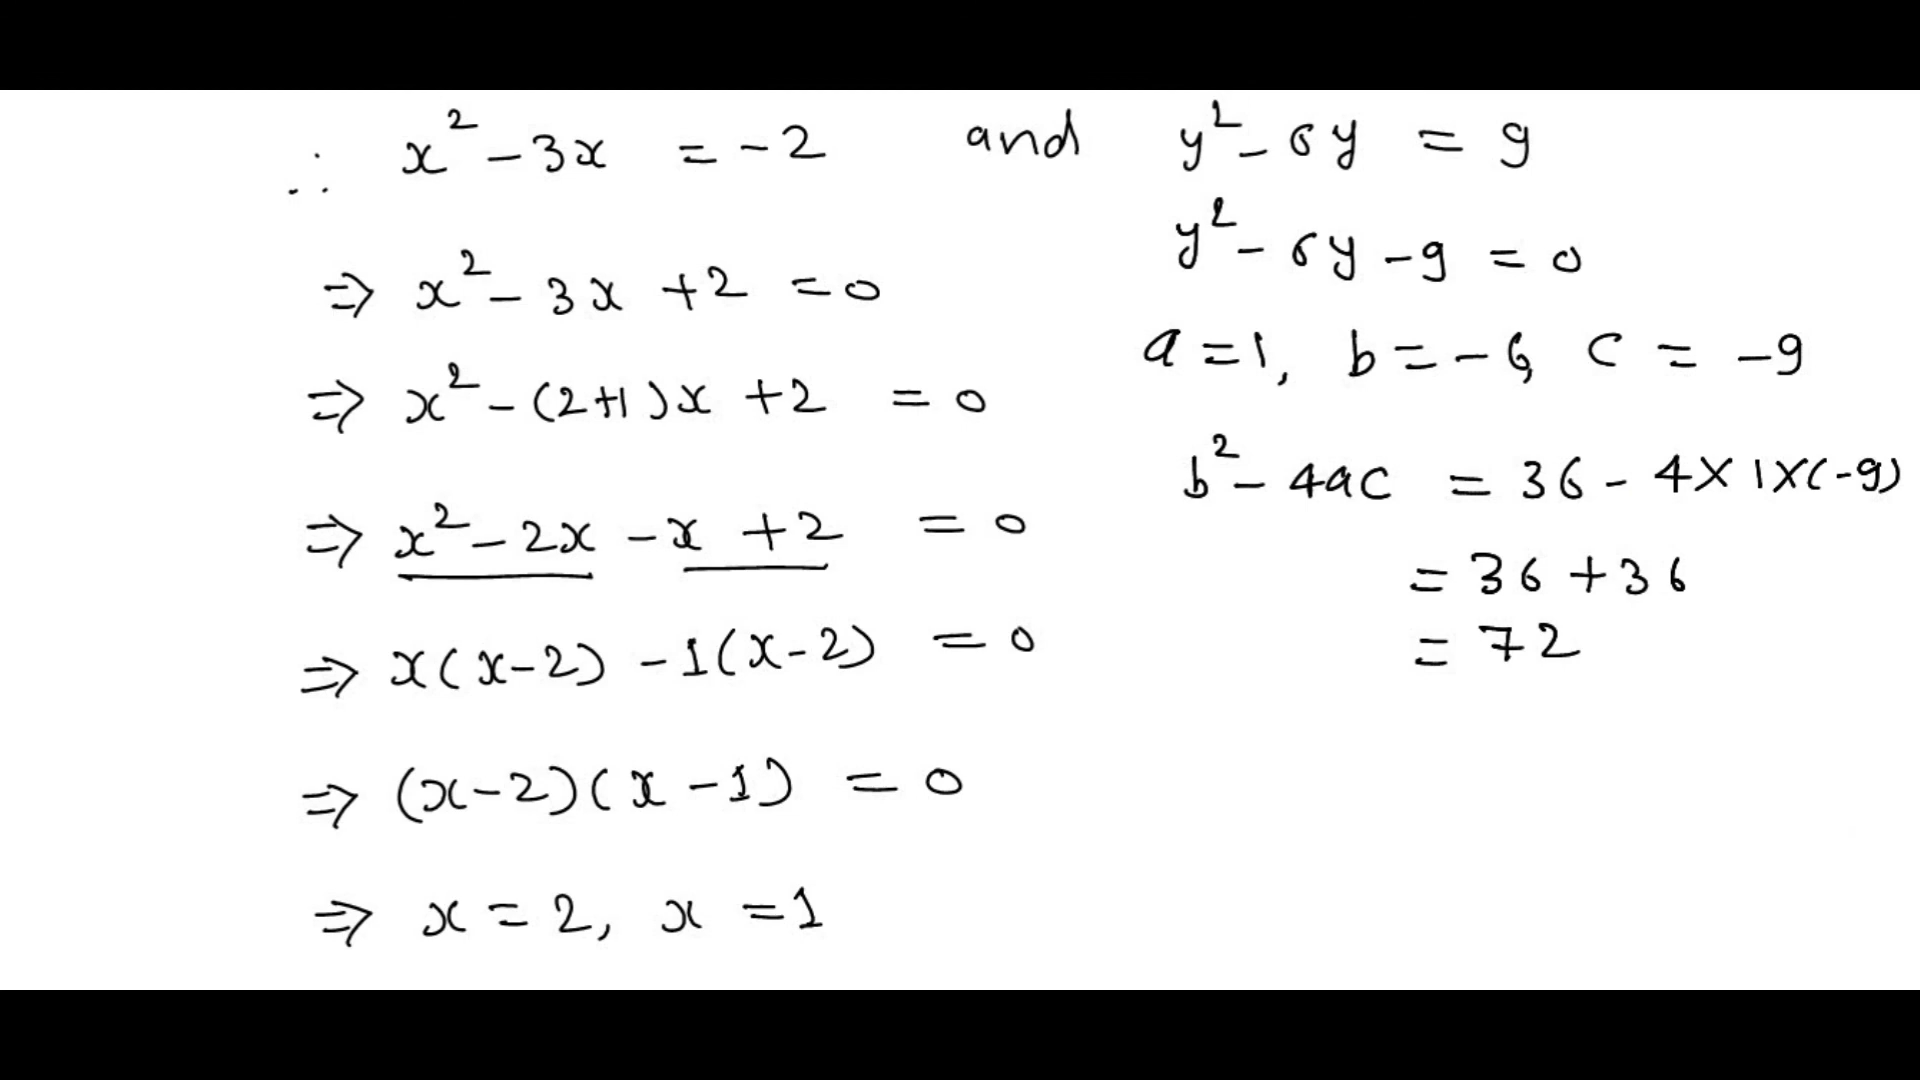 ∴ x² - 3x = -2 and y² - 6y = 9
⇒ x² - 3x + 2 = 0
⇒ x² - (2+1)x + 2 = 0
⇒ x² - 2x - x + 2 = 0
⇒ x(x-2) - 1(x-2) = 0
⇒ (x-2)(x-1) = 0
⇒ x = 2, x = 1
y² - 6y - 9 = 0
a = 1, b = -6, c = -9
b² - 4ac = 36 - 4×1×(-9)
= 36 + 36
= 72